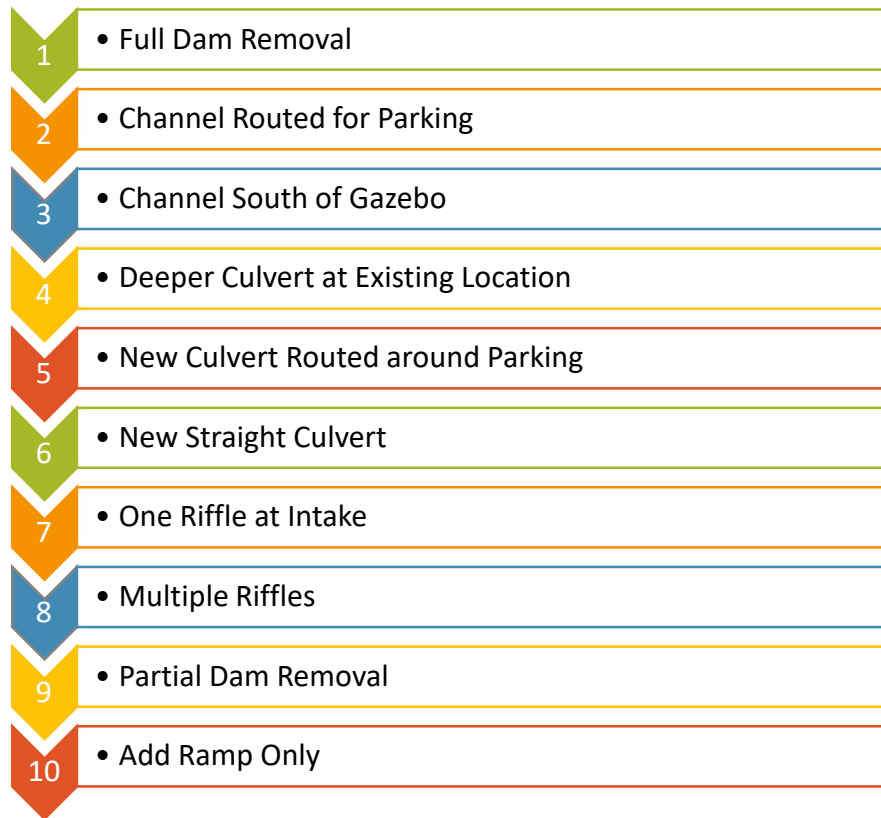 1 • Full Dam Removal
2 • Channel Routed for Parking
3 • Channel South of Gazebo
4 • Deeper Culvert at Existing Location
5 • New Culvert Routed around Parking
6 • New Straight Culvert
7 • One Riffle at Intake
8 • Multiple Riffles
9 • Partial Dam Removal
10 • Add Ramp Only